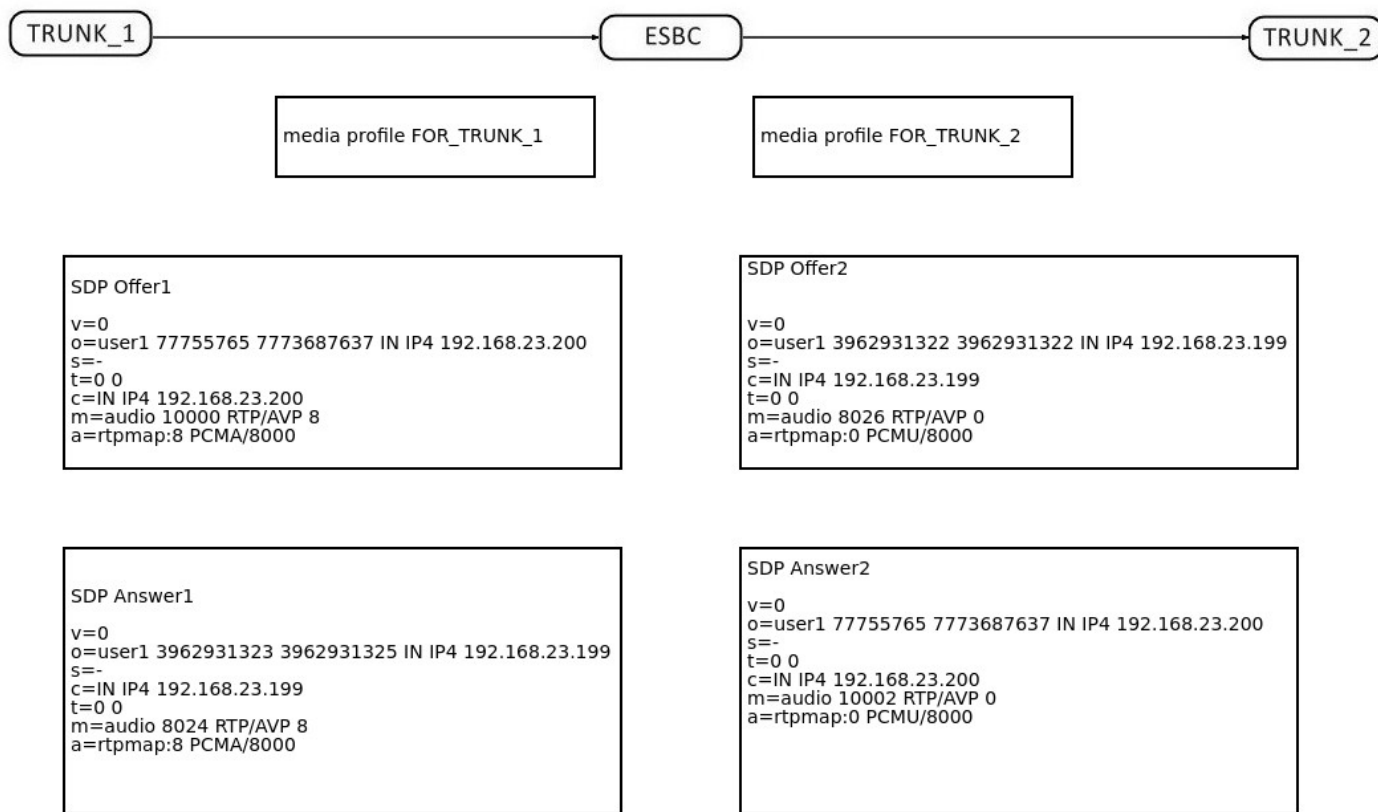 TRUNK_1
ESBC
TRUNK_2
media profile FOR_TRUNK_1
media profile FOR_TRUNK_2
SDP Offer1
v=0
o=user1 77755765 7773687637 IN IP4 192.168.23.200
s=-
t=0 0
c=IN IP4 192.168.23.200
m=audio 10000 RTP/AVP 8
a=rtpmap:8 PCMA/8000
SDP Offer2
v=0
o=user1 3962931322 3962931322 IN IP4 192.168.23.199
s=-
c=IN IP4 192.168.23.199
t=0 0
m=audio 8026 RTP/AVP 0
a=rtpmap:0 PCMU/8000
SDP Answer1
v=0
o=user1 3962931323 3962931325 IN IP4 192.168.23.199
s=-
c=IN IP4 192.168.23.199
t=0 0
m=audio 8024 RTP/AVP 8
a=rtpmap:8 PCMA/8000
SDP Answer2
v=0
o=user1 77755765 7773687637 IN IP4 192.168.23.200
s=-
t=0 0
c=IN IP4 192.168.23.200
m=audio 10002 RTP/AVP 0
a=rtpmap:0 PCMU/8000